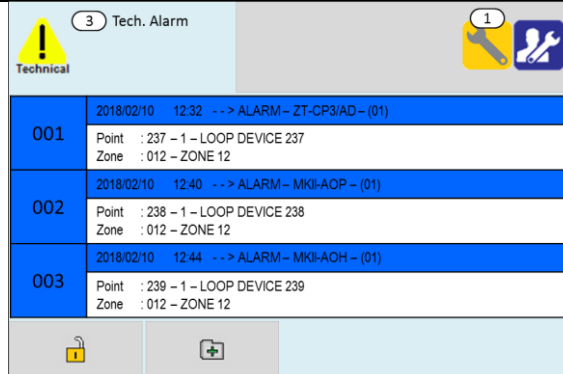 3 Tech. Alarm
1
Technical
001
2018/02/10 12:32 - - > ALARM – ZT-CP3/AD – (01)
Point : 237 – 1 – LOOP DEVICE 237
Zone : 012 – ZONE 12
002
2018/02/10 12:40 - - > ALARM – MKII-AOP – (01)
Point : 238 – 1 – LOOP DEVICE 238
Zone : 012 – ZONE 12
003
2018/02/10 12:44 - - > ALARM – MKII-AOH – (01)
Point : 239 – 1 – LOOP DEVICE 239
Zone : 012 – ZONE 12